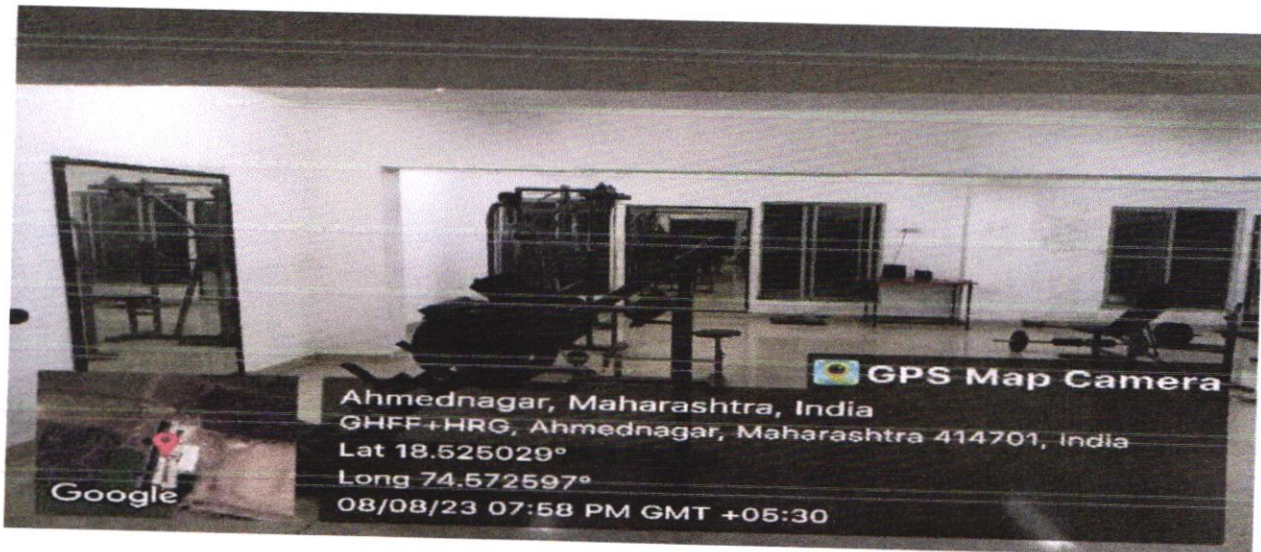 GPS Map Camera
Ahmednagar, Maharashtra, India
GHFF+HRG, Ahmednagar, Maharashtra 414701, India
Lat 18.525029°
Long 74.572597°
08/08/23 07:58 PM GMT +05:30
Google